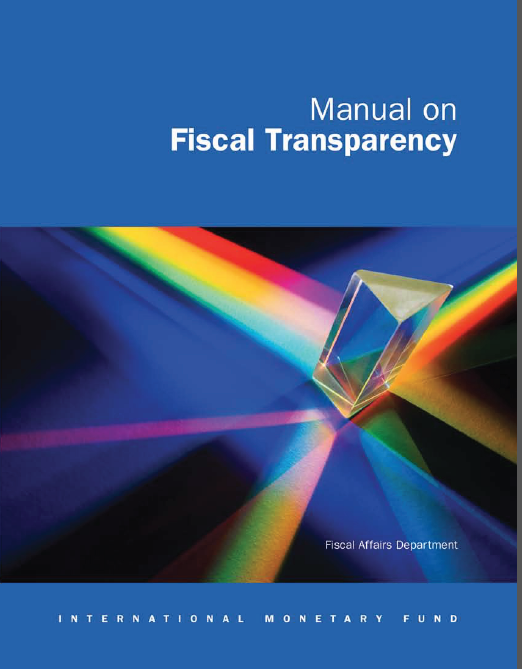 Manual on
Fiscal Transparency
Fiscal Affairs Department
INTERNATIONAL MONETARY FUND